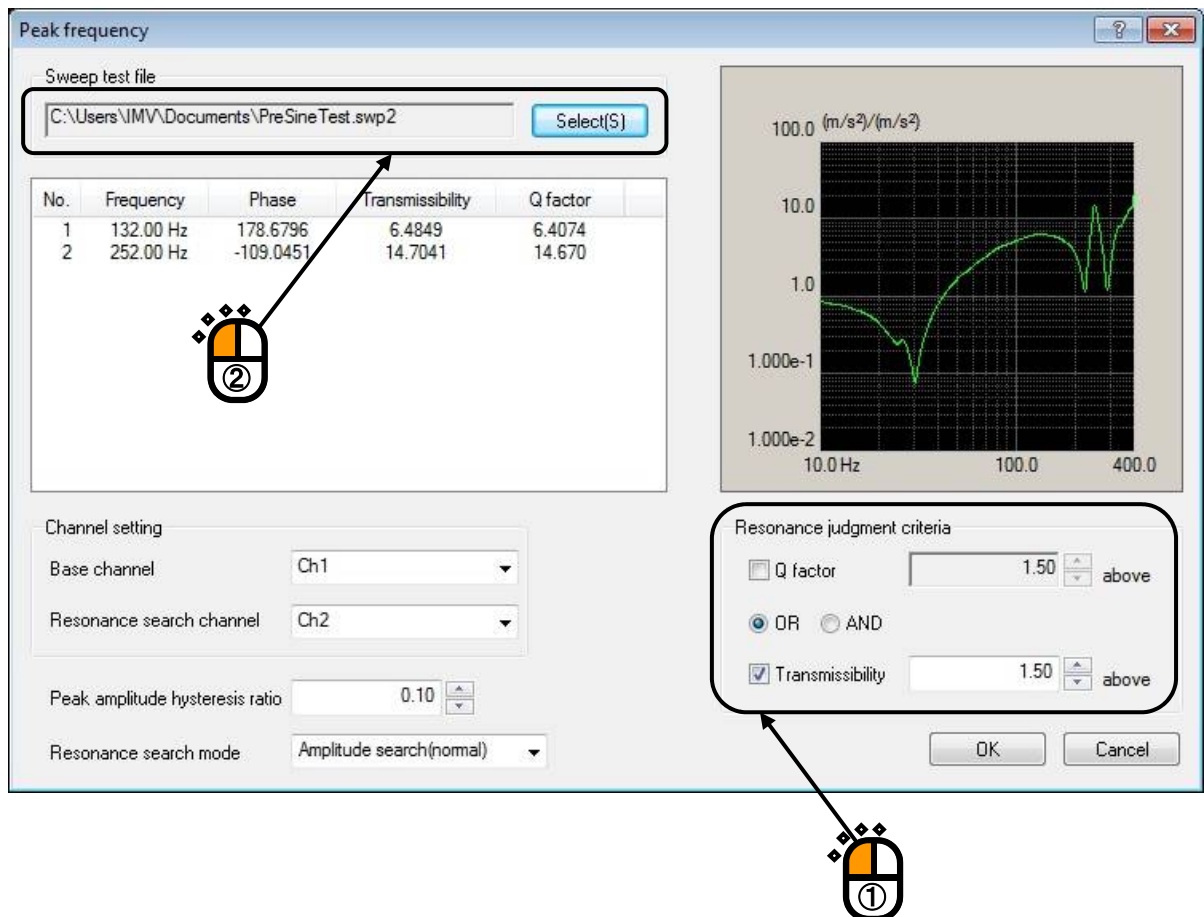 Peak frequency
Sweep test file
C:\Users\IMV\Documents\PreSineTest.swp2 Select(S)
No. Frequency Phase Transmissibility Q factor
1 132.00 Hz 178.6796 6.4849 6.4074
2 252.00 Hz -109.0451 14.7041 14.670
②
100.0 (m/s²)/(m/s²)
10.0
1.0
1.000e-1
1.000e-2
10.0 Hz 100.0 400.0
Channel setting
Base channel Ch1
Resonance search channel Ch2
Peak amplitude hysteresis ratio 0.10
Resonance search mode Amplitude search(normal)
Resonance judgment criteria
Q factor 1.50 above
OR AND
Transmissibility 1.50 above
OK Cancel
①